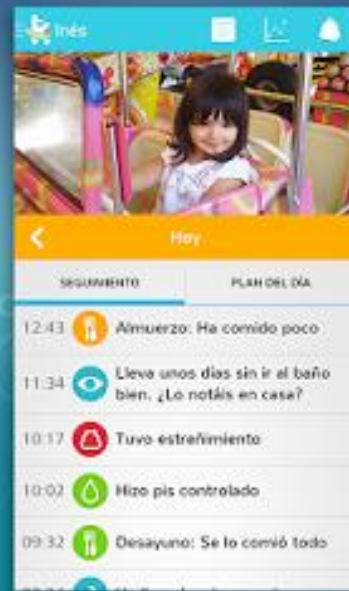 Inés
Hoy
SEGUIMIENTO PLAN DEL DÍA
12:43 Almuerzo: Ha comido poco
11:34 Lleva unos días sin ir al baño
bien. ¿Lo notáis en casa?
10:17 Tuvo estreñimiento
10:02 Hizo pis controlado
09:32 Desayuno: Se lo comió todo